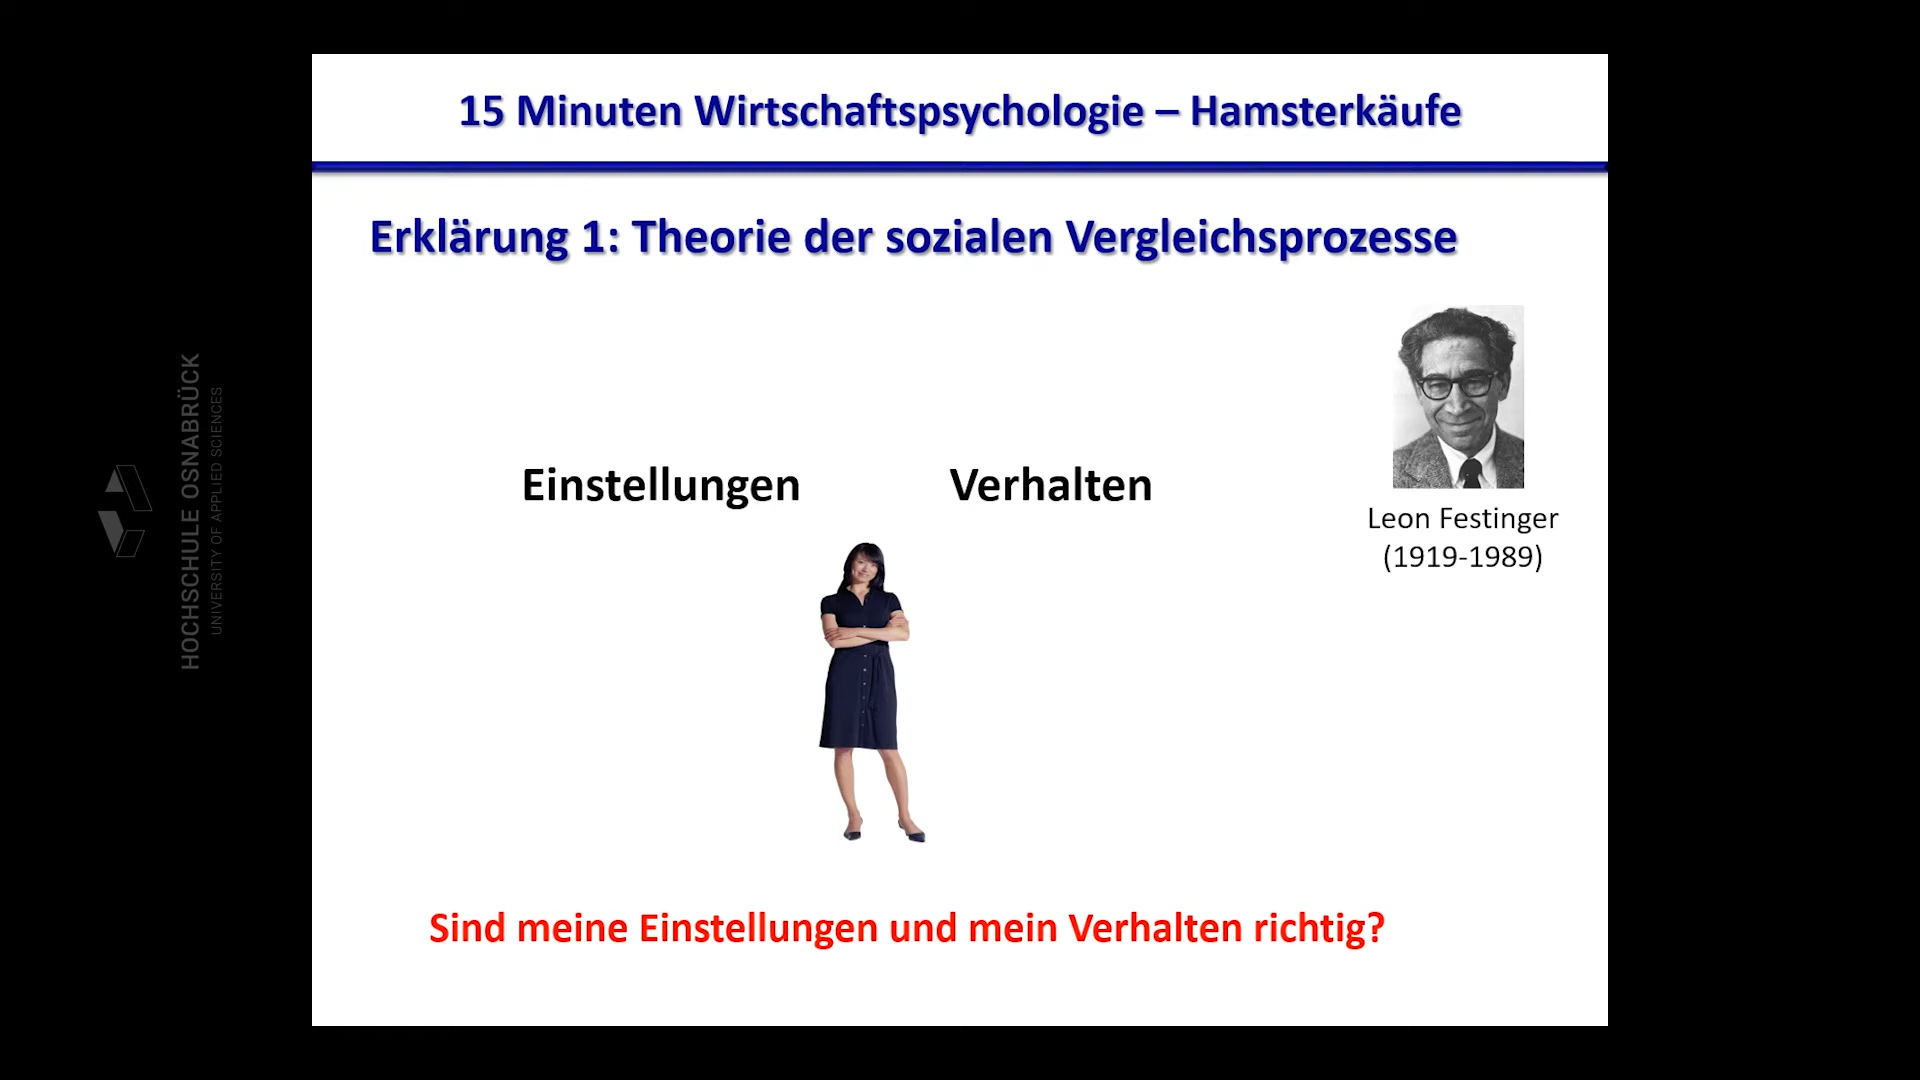 15 Minuten Wirtschaftspsychologie – Hamsterkäufe
Erklärung 1: Theorie der sozialen Vergleichsprozesse
Einstellungen
Verhalten
Leon Festinger
(1919-1989)
Sind meine Einstellungen und mein Verhalten richtig?
HOCHSCHULE OSNABRÜCK
UNIVERSITY OF APPLIED SCIENCES